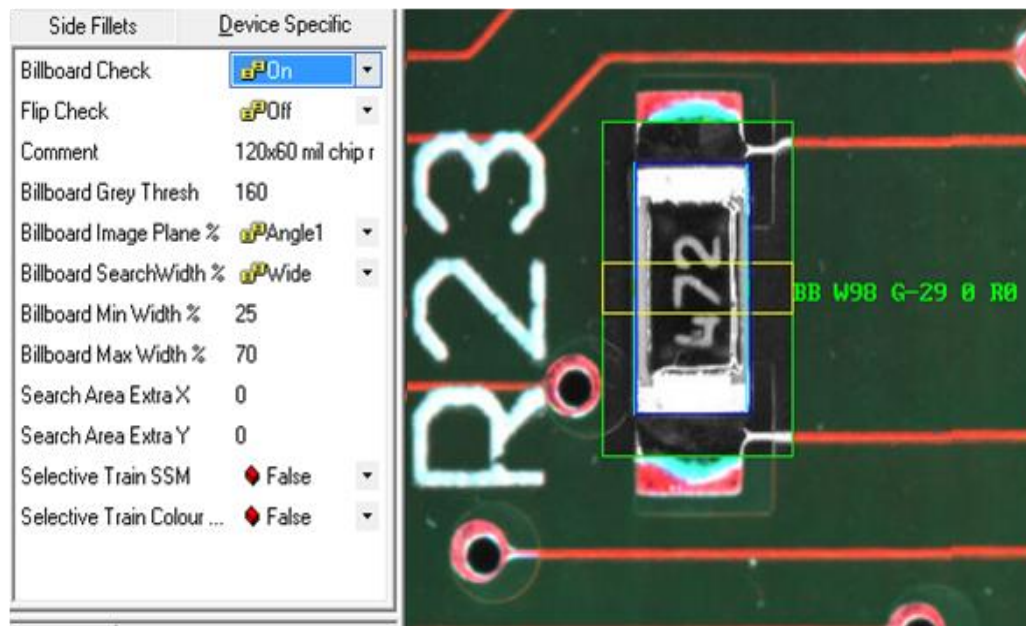 Side Fillets Device Specific
Billboard Check On
Flip Check Off
Comment 120x60 mil chip r
Billboard Grey Thresh 160
Billboard Image Plane % Angle1
Billboard SearchWidth % Wide
Billboard Min Width % 25
Billboard Max Width % 70
Search Area Extra X 0
Search Area Extra Y 0
Selective Train SSM False
Selective Train Colour ... False
R23
472
BB W98 G-29 0 R0